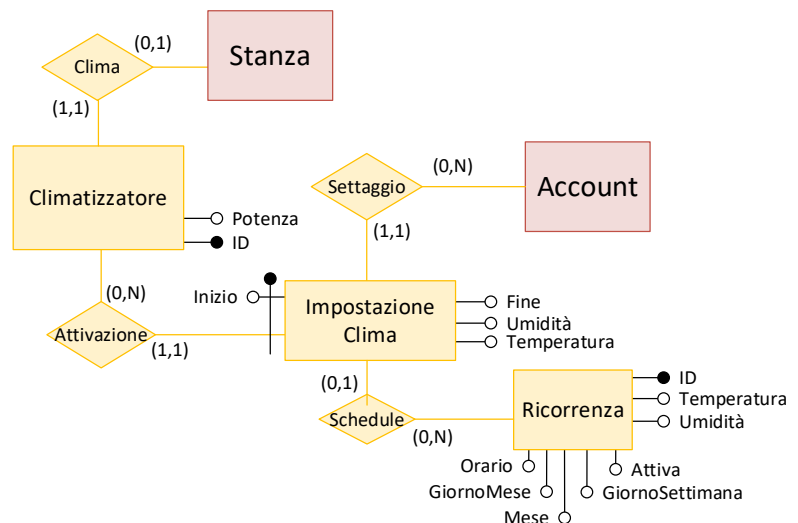 (0,1)
Stanza
Clima
(1,1)
Climatizzatore
Potenza
ID
(0,N)
Settaggio
(0,N)
Account
(1,1)
Attivazione
(1,1)
Inizio
Impostazione
Clima
Fine
Umidità
Temperatura
(0,1)
Schedule
(0,N)
Ricorrenza
ID
Temperatura
Umidità
Orario
GiornoMese
Mese
GiornoSettimana
Attiva